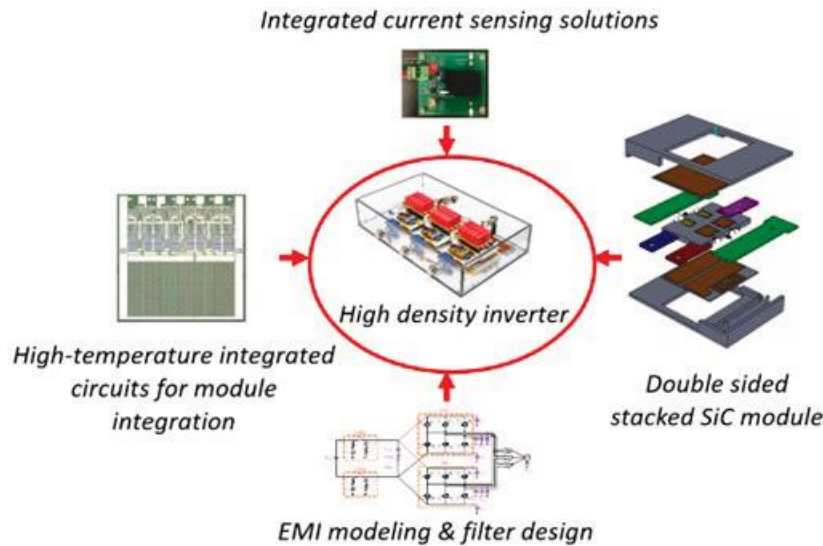 Integrated current sensing solutions
High density inverter
High-temperature integrated
circuits for module
integration
Double sided
stacked SiC module
EMI modeling & filter design